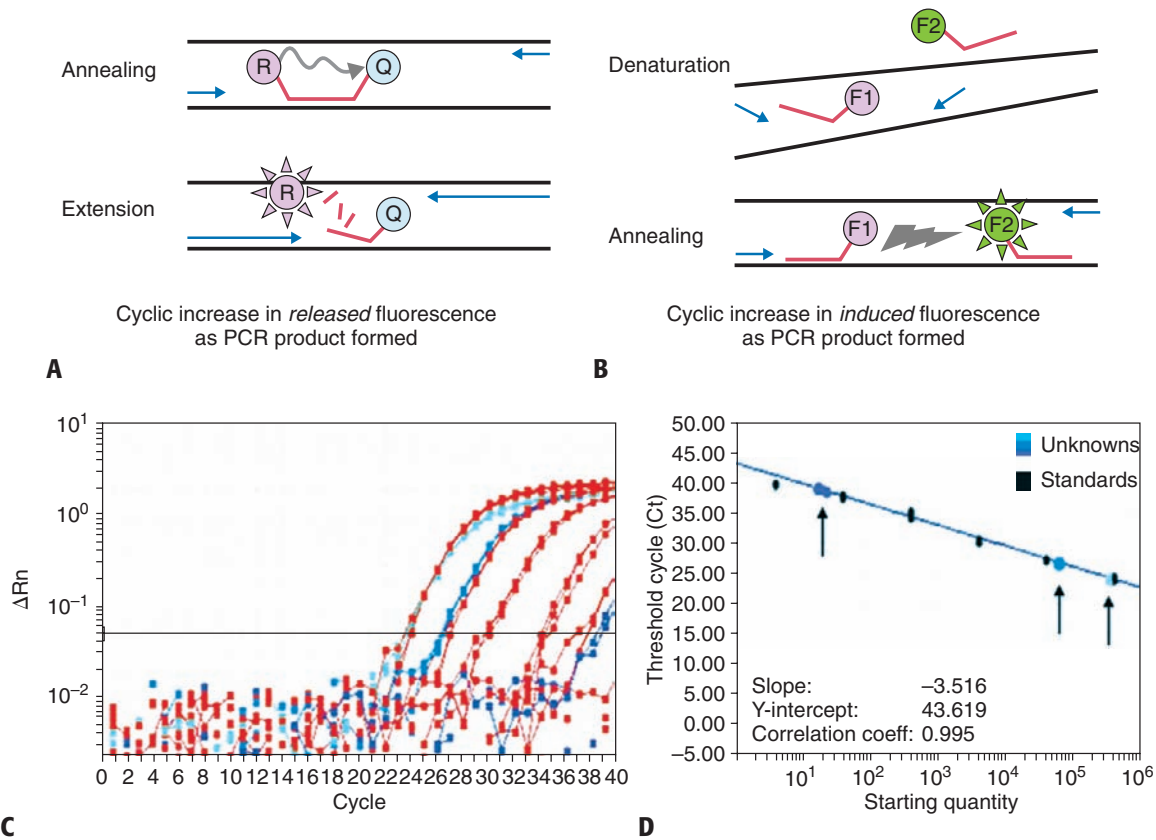 Annealing
R
Q
Extension
R
Q
Cyclic increase in released fluorescence
as PCR product formed
A
Denaturation
F2
F1
Annealing
F1
F2
Cyclic increase in induced fluorescence
as PCR product formed
B
ΔRn
10¹
10⁰
10⁻¹
10⁻²
0 2 4 6 8 10 12 14 16 18 20 22 24 26 28 30 32 34 36 38 40
Cycle
C
Threshold cycle (Ct)
50.00
45.00
40.00
35.00
30.00
25.00
20.00
15.00
10.00
5.00
0.00
–5.00
Unknowns
Standards
Slope: –3.516
Y-intercept: 43.619
Correlation coeff: 0.995
10¹ 10² 10³ 10⁴ 10⁵ 10⁶
Starting quantity
D